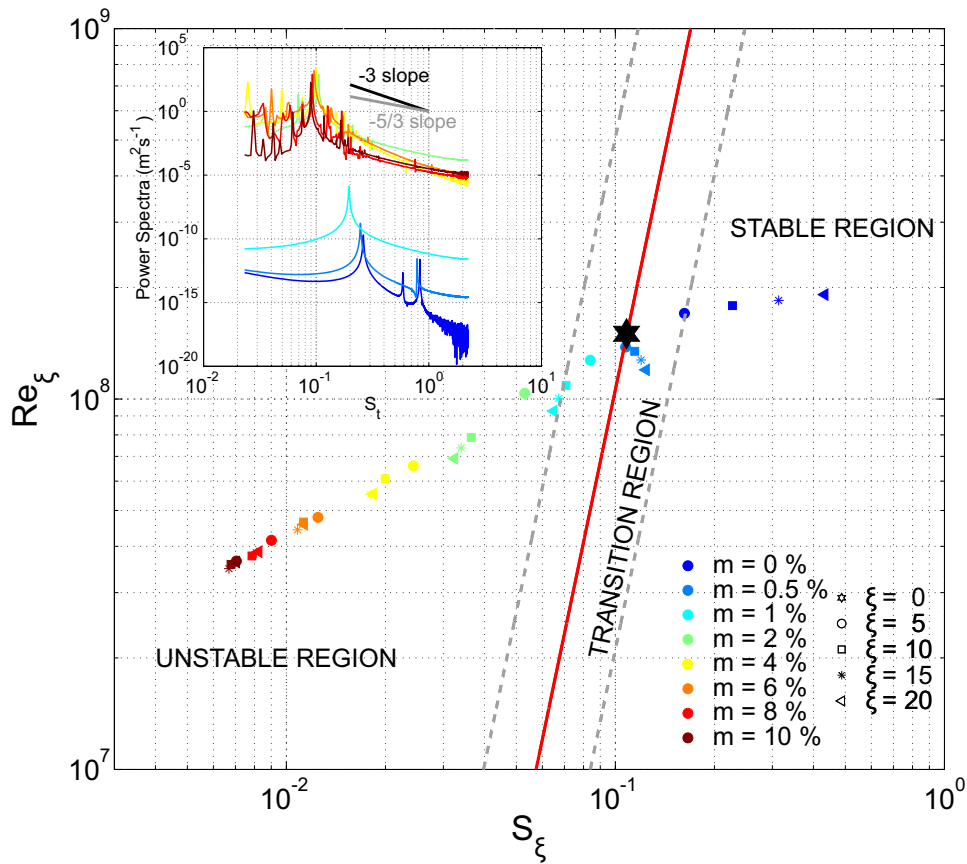 10^9
10^8
10^7
Re_ξ
10^5
10^0
10^-5
10^-10
10^-15
10^-20
Power Spectra (m^2 s^-1)
-3 slope
-5/3 slope
10^-2
10^-1
10^0
10^1
S_t
STABLE REGION
TRANSITION REGION
UNSTABLE REGION
m = 0 %
m = 0.5 %
m = 1 %
m = 2 %
m = 4 %
m = 6 %
m = 8 %
m = 10 %
ξ = 0
ξ = 5
ξ = 10
ξ = 15
ξ = 20
10^-2
10^-1
10^0
S_ξ